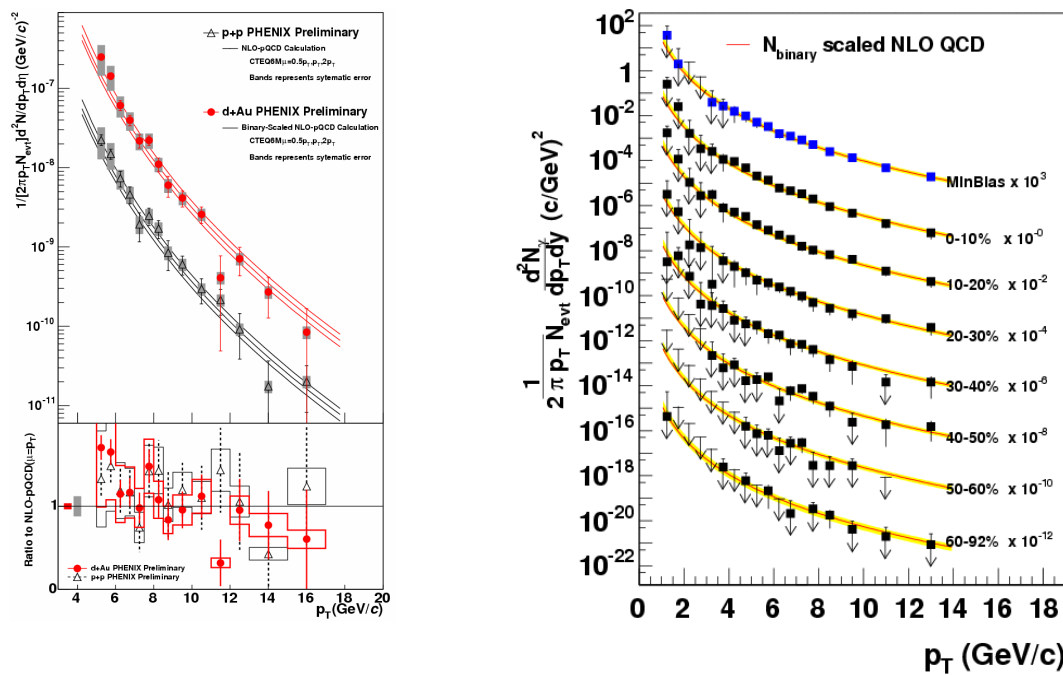 1/[2πp_T N_evt]d²N/dp_T dη (GeV/c)⁻²
10⁻⁷
10⁻⁸
10⁻⁹
10⁻¹⁰
10⁻¹¹
p+p PHENIX Preliminary
NLO-pQCD Calculation
CTEQ6M μ=0.5p_T,p_T,2p_T
Bands represents sytematic error
d+Au PHENIX Preliminary
Binary-Scaled NLO-pQCD Calculation
CTEQ6M μ=0.5p_T,p_T,2p_T
Bands represents sytematic error
Ratio to NLO-pQCD(μ=p_T)
1
0
d+Au PHENIX Preliminary
p+p PHENIX Preliminary
4 6 8 10 12 14 16 18 20
p_T(GeV/c)
1/(2π p_T N_evt) d²N^γ/(dp_T dy) (c/GeV)²
10²
1
10⁻²
10⁻⁴
10⁻⁶
10⁻⁸
10⁻¹⁰
10⁻¹²
10⁻¹⁴
10⁻¹⁶
10⁻¹⁸
10⁻²⁰
10⁻²²
N_binary scaled NLO QCD
MinBias x 10³
0-10% x 10⁻⁰
10-20% x 10⁻²
20-30% x 10⁻⁴
30-40% x 10⁻⁶
40-50% x 10⁻⁸
50-60% x 10⁻¹⁰
60-92% x 10⁻¹²
0 2 4 6 8 10 12 14 16 18
p_T (GeV/c)